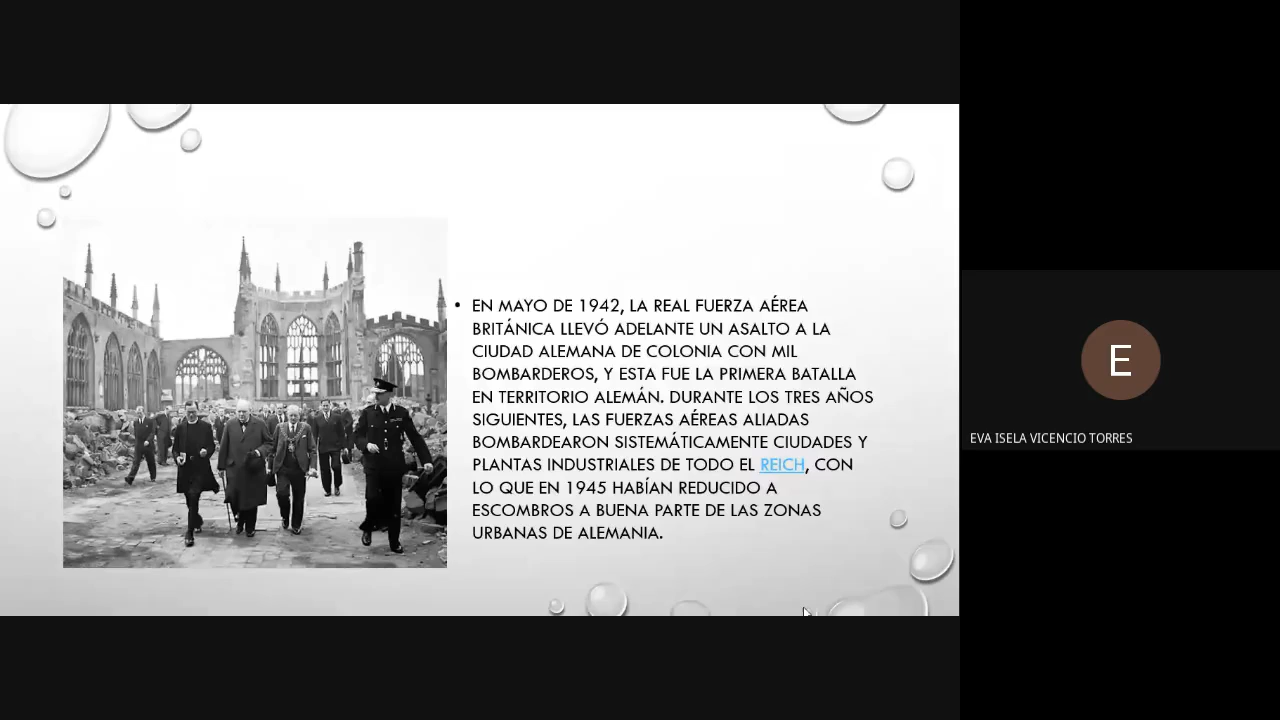 • EN MAYO DE 1942, LA REAL FUERZA AÉREA
BRITÁNICA LLEVÓ ADELANTE UN ASALTO A LA
CIUDAD ALEMANA DE COLONIA CON MIL
BOMBARDEROS, Y ESTA FUE LA PRIMERA BATALLA
EN TERRITORIO ALEMÁN. DURANTE LOS TRES AÑOS
SIGUIENTES, LAS FUERZAS AÉREAS ALIADAS
BOMBARDEARON SISTEMÁTICAMENTE CIUDADES Y
PLANTAS INDUSTRIALES DE TODO EL REICH, CON
LO QUE EN 1945 HABÍAN REDUCIDO A
ESCOMBROS A BUENA PARTE DE LAS ZONAS
URBANAS DE ALEMANIA.
E
EVA ISELA VICENCIO TORRES